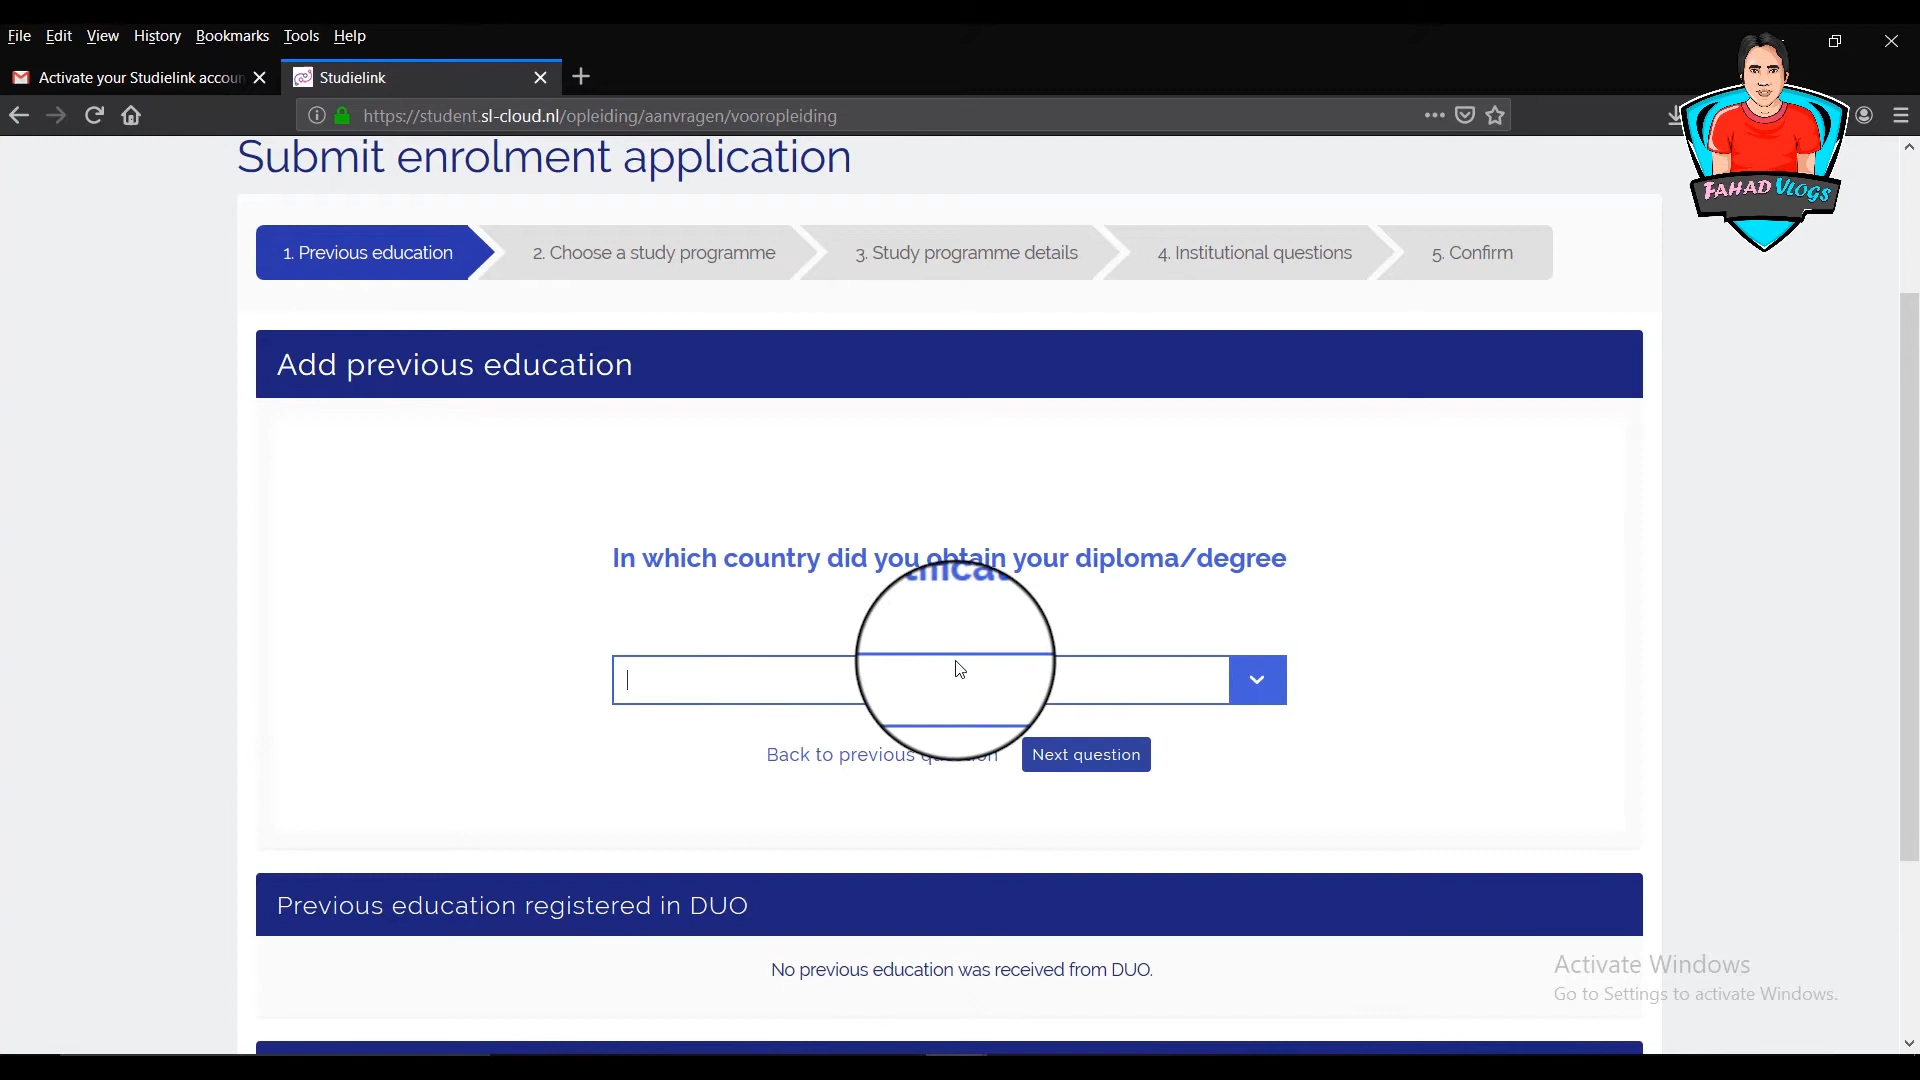 File Edit View History Bookmarks Tools Help
Activate your Studielink accoun
Studielink
https://student.sl-cloud.nl/opleiding/aanvragen/vooropleiding
FAHAD VLOGS
Submit enrolment application
1. Previous education
2. Choose a study programme
3. Study programme details
4. Institutional questions
5. Confirm
Add previous education
In which country did you obtain your diploma/degree
Back to previous question
Next question
Previous education registered in DUO
No previous education was received from DUO.
Activate Windows
Go to Settings to activate Windows.